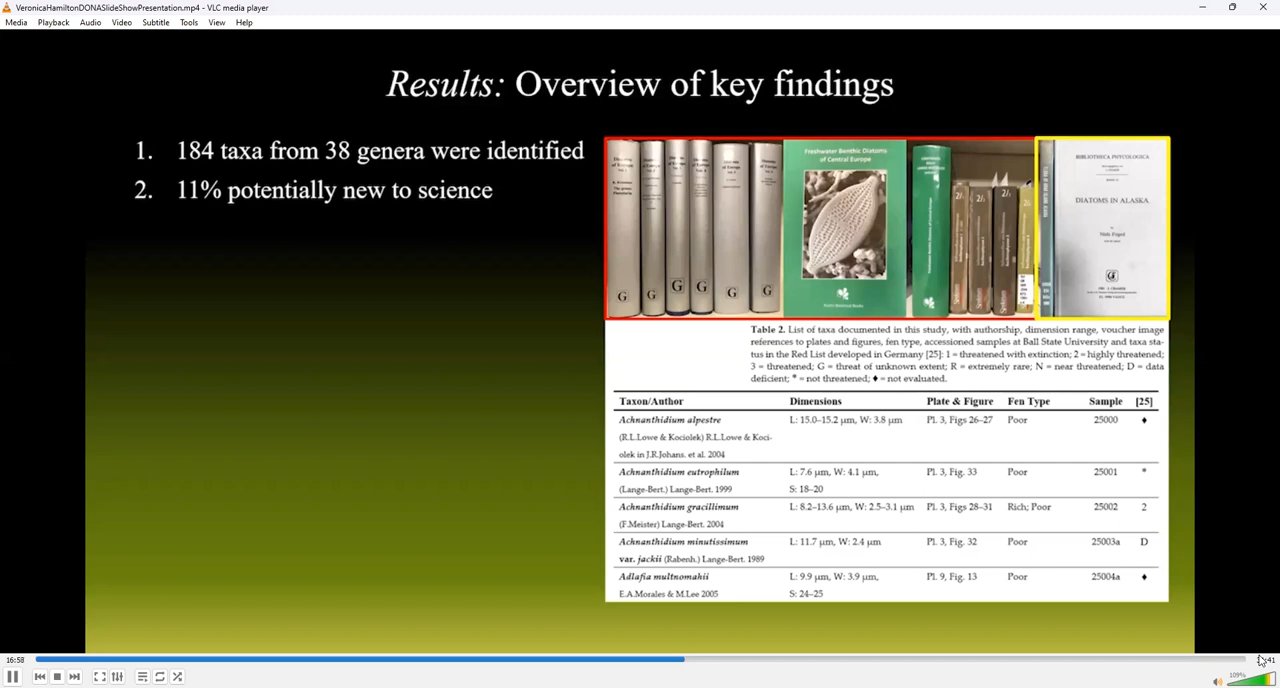 VeronicaHamiltonDONASlideShowPresentation.mp4 - VLC media player
Media Playback Audio Video Subtitle Tools View Help
Results: Overview of key findings
1. 184 taxa from 38 genera were identified
2. 11% potentially new to science
Freshwater Benthic Diatoms
of Central Europe
BIBLIOTHECA PHYCOLOGICA
DIATOMS IN ALASKA
by
Niels Foged
G G G G G G
Table 2. List of taxa documented in this study, with authorship, dimension range, voucher image
references to plates and figures, fen type, accessioned samples at Ball State University and taxa sta-
tus in the Red List developed in Germany [25]: 1 = threatened with extinction; 2 = highly threatened;
3 = threatened; G = threat of unknown extent; R = extremely rare; N = near threatened; D = data
deficient; * = not threatened; ♦ = not evaluated.
Taxon/Author Dimensions Plate & Figure Fen Type Sample [25]
Achnanthidium alpestre L: 15.0–15.2 µm, W: 3.8 µm Pl. 3, Figs 26–27 Poor 25000 ♦
(R.L.Lowe & Kociolek) R.L.Lowe & Koci-
olek in J.R.Johans. et al. 2004
Achnanthidium eutrophilum L: 7.6 µm, W: 4.1 µm, Pl. 3, Fig. 33 Poor 25001 *
(Lange-Bert.) Lange-Bert. 1999 S: 18–20
Achnanthidium gracillimum L: 8.2–13.6 µm, W: 2.5–3.1 µm Pl. 3, Figs 28–31 Rich; Poor 25002 2
(F.Meister) Lange-Bert. 2004
Achnanthidium minutissimum L: 11.7 µm, W: 2.4 µm Pl. 3, Fig. 32 Poor 25003a D
var. jackii (Rabenh.) Lange-Bert. 1989
Adlafia multnomahii L: 9.9 µm, W: 3.9 µm, Pl. 9, Fig. 13 Poor 25004a ♦
E.A.Morales & M.Lee 2005 S: 24–25
16:58
:41
109%